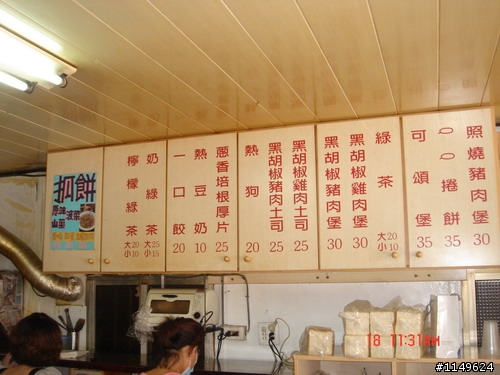 照燒豬肉堡 30
○○捲餅 35
可頌堡 35
綠茶 大20 小10
黑胡椒雞肉堡 30
黑胡椒豬肉堡 30
黑胡椒雞肉土司 25
黑胡椒豬肉土司 25
熱狗 20
蔥香培根厚片 25
熱豆奶 10
一口餃 20
奶綠茶 大25 小15
檸檬綠茶 大20 小10
餅
18 11:31AM
#1149624